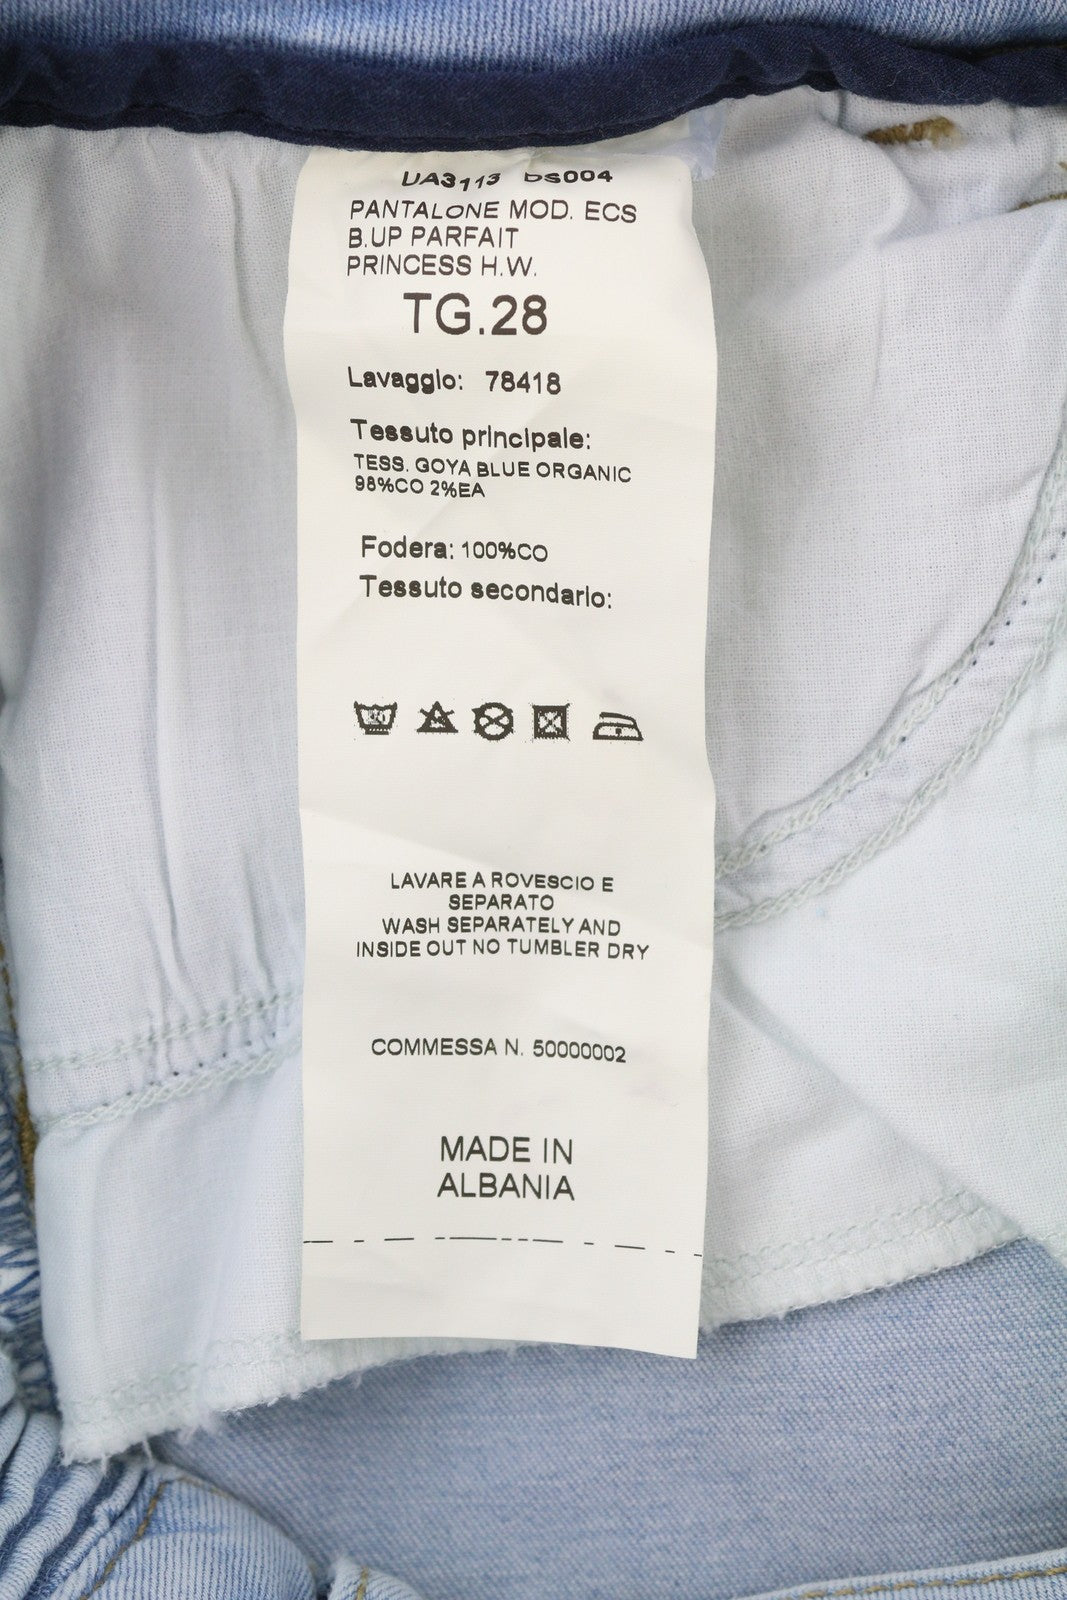 UA3113 DS004
PANTALONE MOD. ECS
B.UP PARFAIT
PRINCESS H.W.
TG.28
Lavaggio: 78418
Tessuto principale:
TESS. GOYA BLUE ORGANIC
98%CO 2%EA
Fodera: 100%CO
Tessuto secondario:
LAVARE A ROVESCIO E
SEPARATO
WASH SEPARATELY AND
INSIDE OUT NO TUMBLER DRY
COMMESSA N. 50000002
MADE IN
ALBANIA